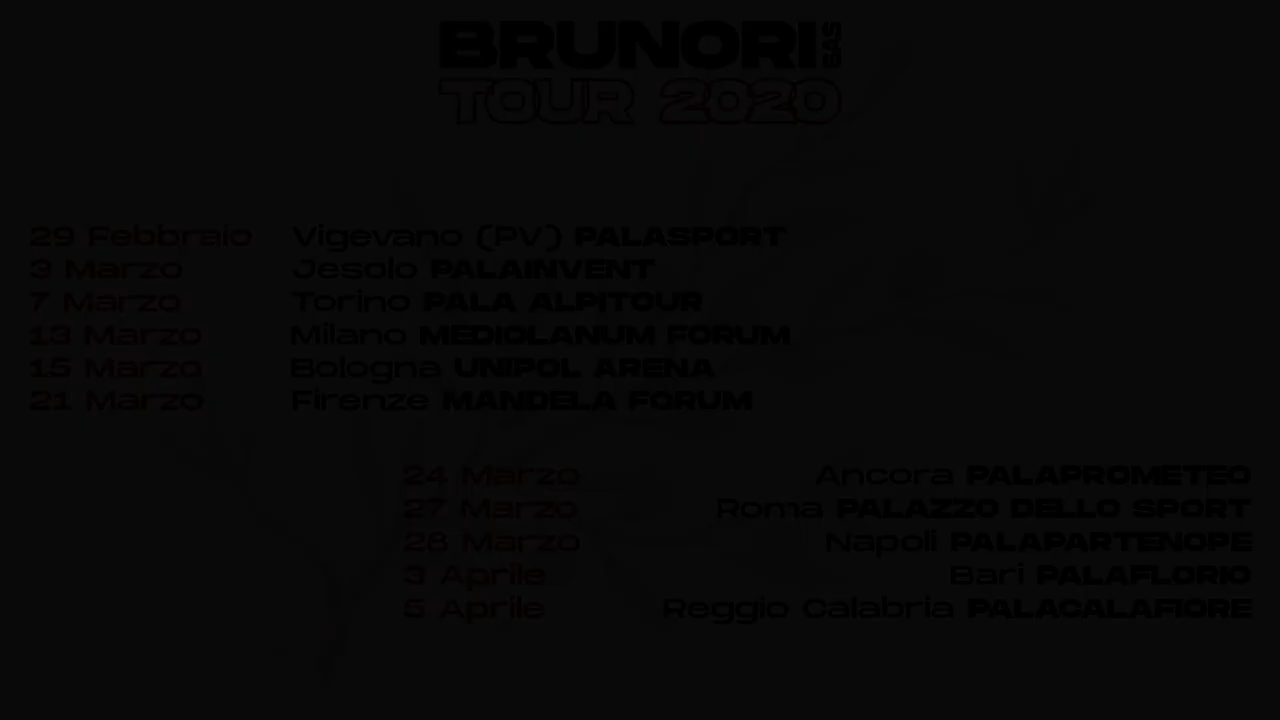 BRUNORI SAS
TOUR 2020
29 Febbraio Vigevano (PV) PALASPORT
3 Marzo Jesolo PALAINVENT
7 Marzo Torino PALA ALPITOUR
13 Marzo Milano MEDIOLANUM FORUM
15 Marzo Bologna UNIPOL ARENA
21 Marzo Firenze MANDELA FORUM
24 Marzo Ancora PALAPROMETEO
27 Marzo Roma PALAZZO DELLO SPORT
28 Marzo Napoli PALAPARTENOPE
3 Aprile Bari PALAFLORIO
5 Aprile Reggio Calabria PALACALAFIORE